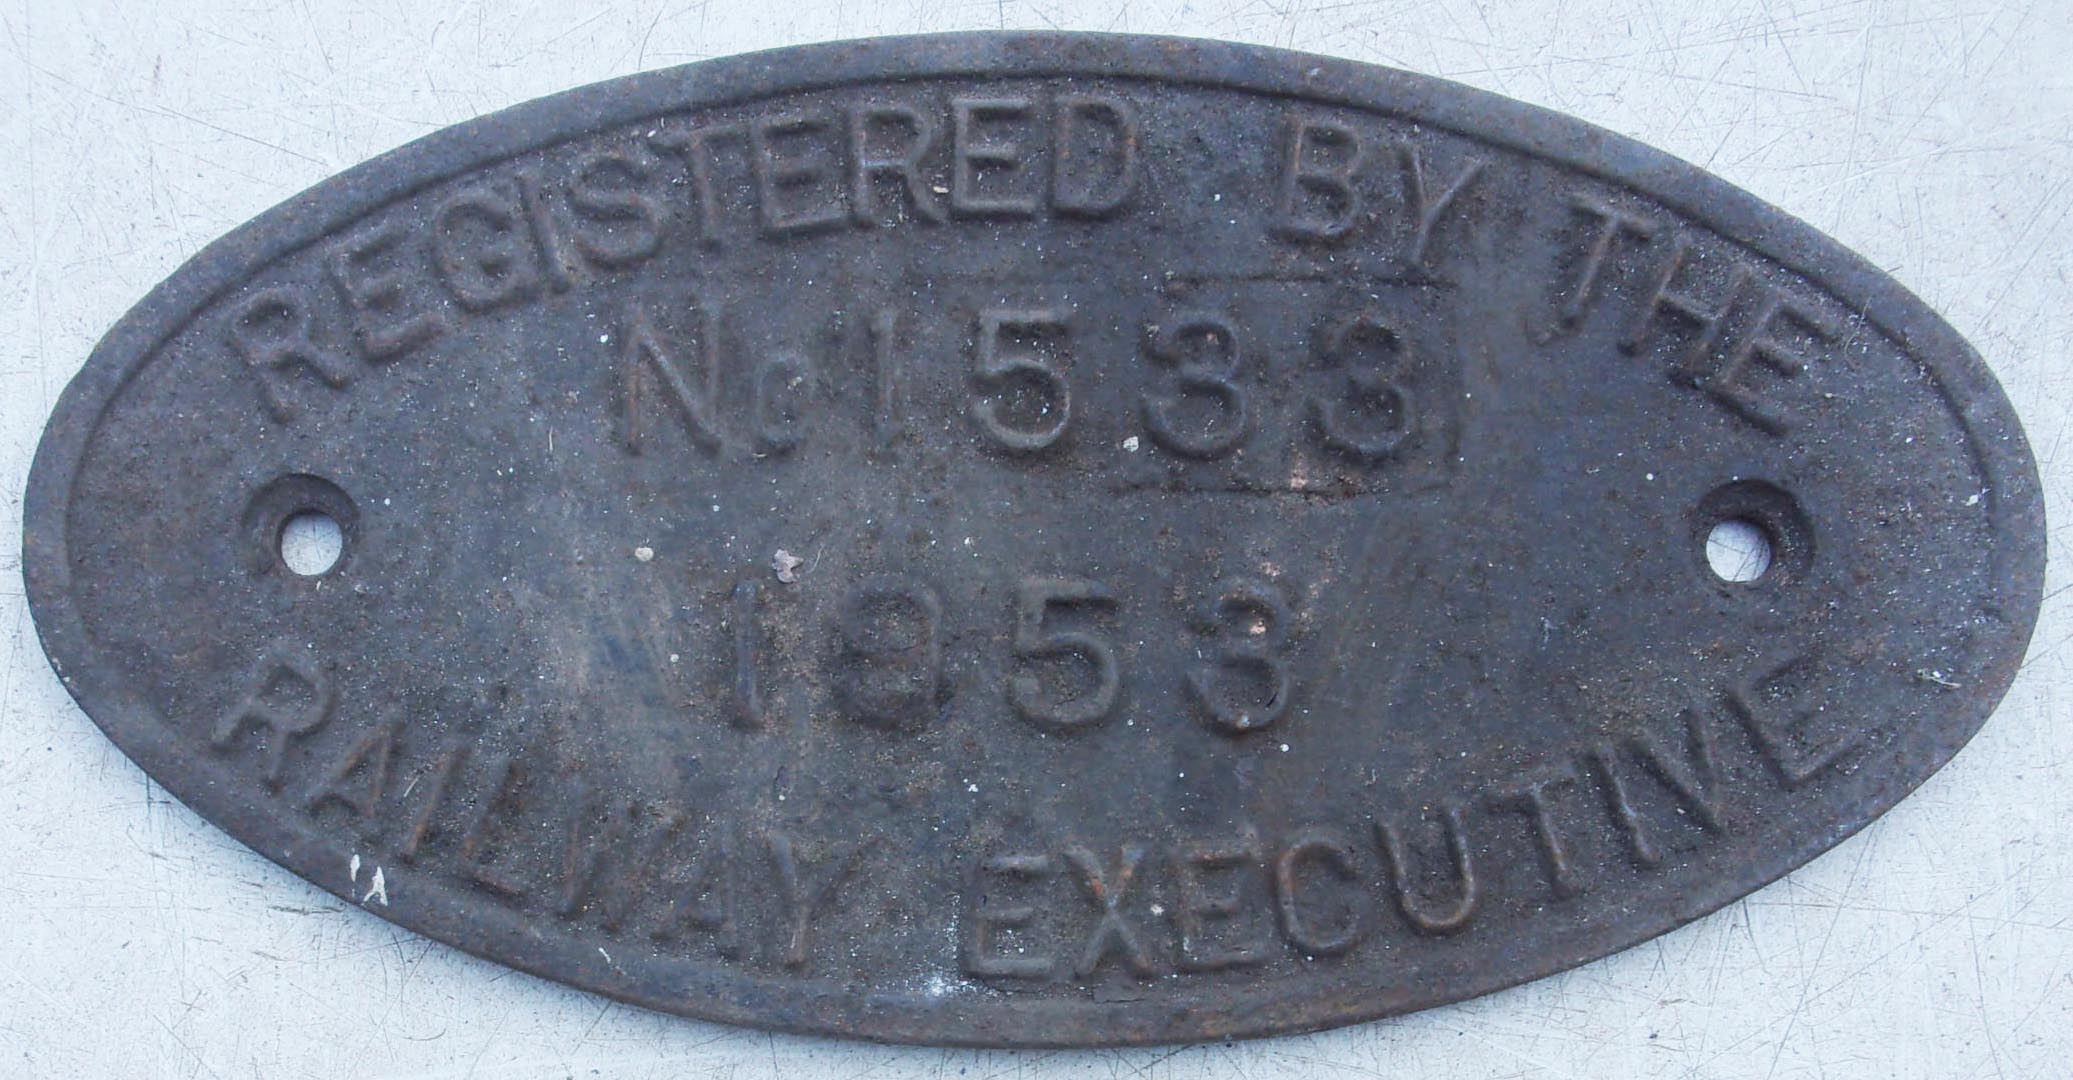 REGISTERED BY THE
No 1533
1953
RAILWAY EXECUTIVE